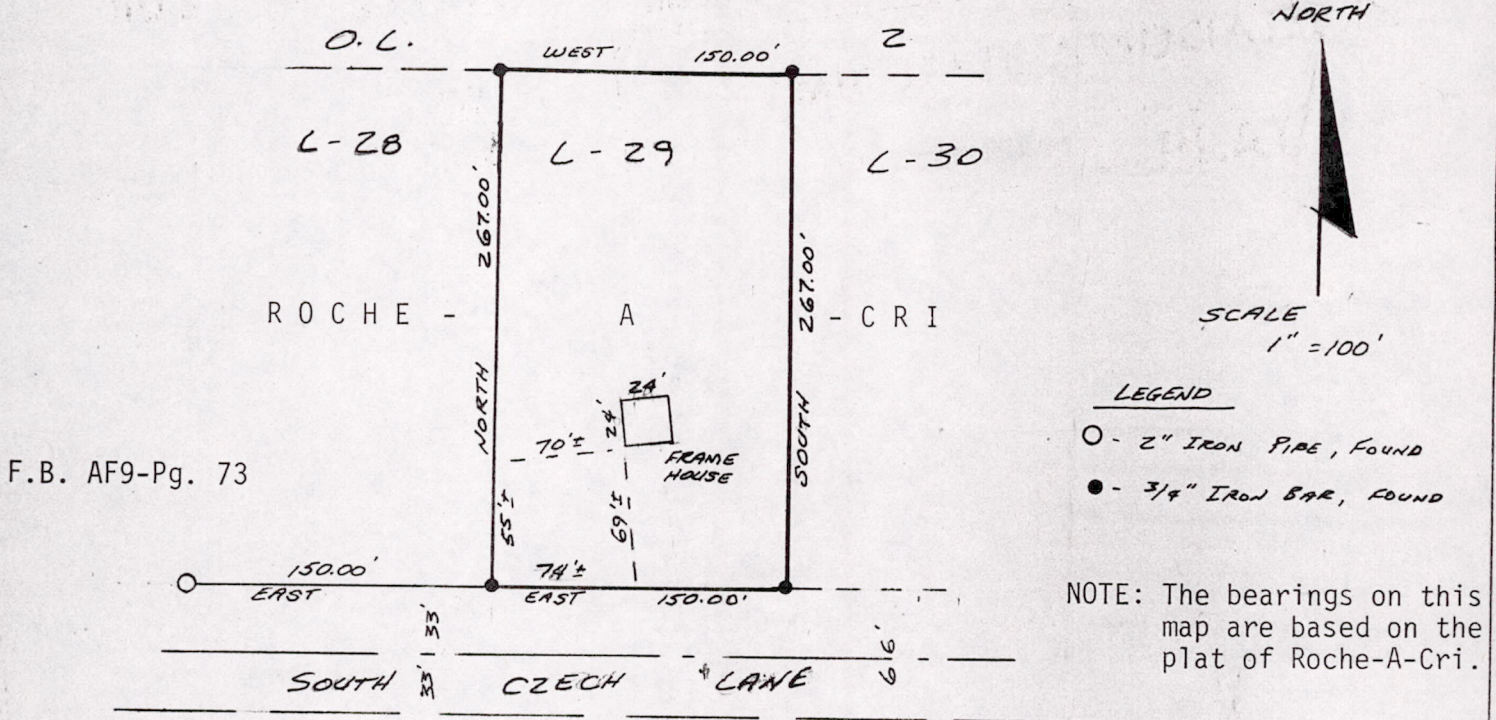 NORTH
O. L.
WEST 150.00'
2
L-28
L-29
L-30
267.00'
267.00'
ROCHE -
A
- CRI
SCALE
1" = 100'
NORTH
SOUTH
24'
24'
70'±
FRAME
HOUSE
LEGEND
- 2" IRON PIPE, FOUND
- 3/4" IRON BAR, FOUND
F.B. AF9-Pg. 73
55'±
69'±
150.00'
EAST
74'±
EAST 150.00'
NOTE: The bearings on this
map are based on the
plat of Roche-A-Cri.
33'
33'
66'
SOUTH CZECH LANE